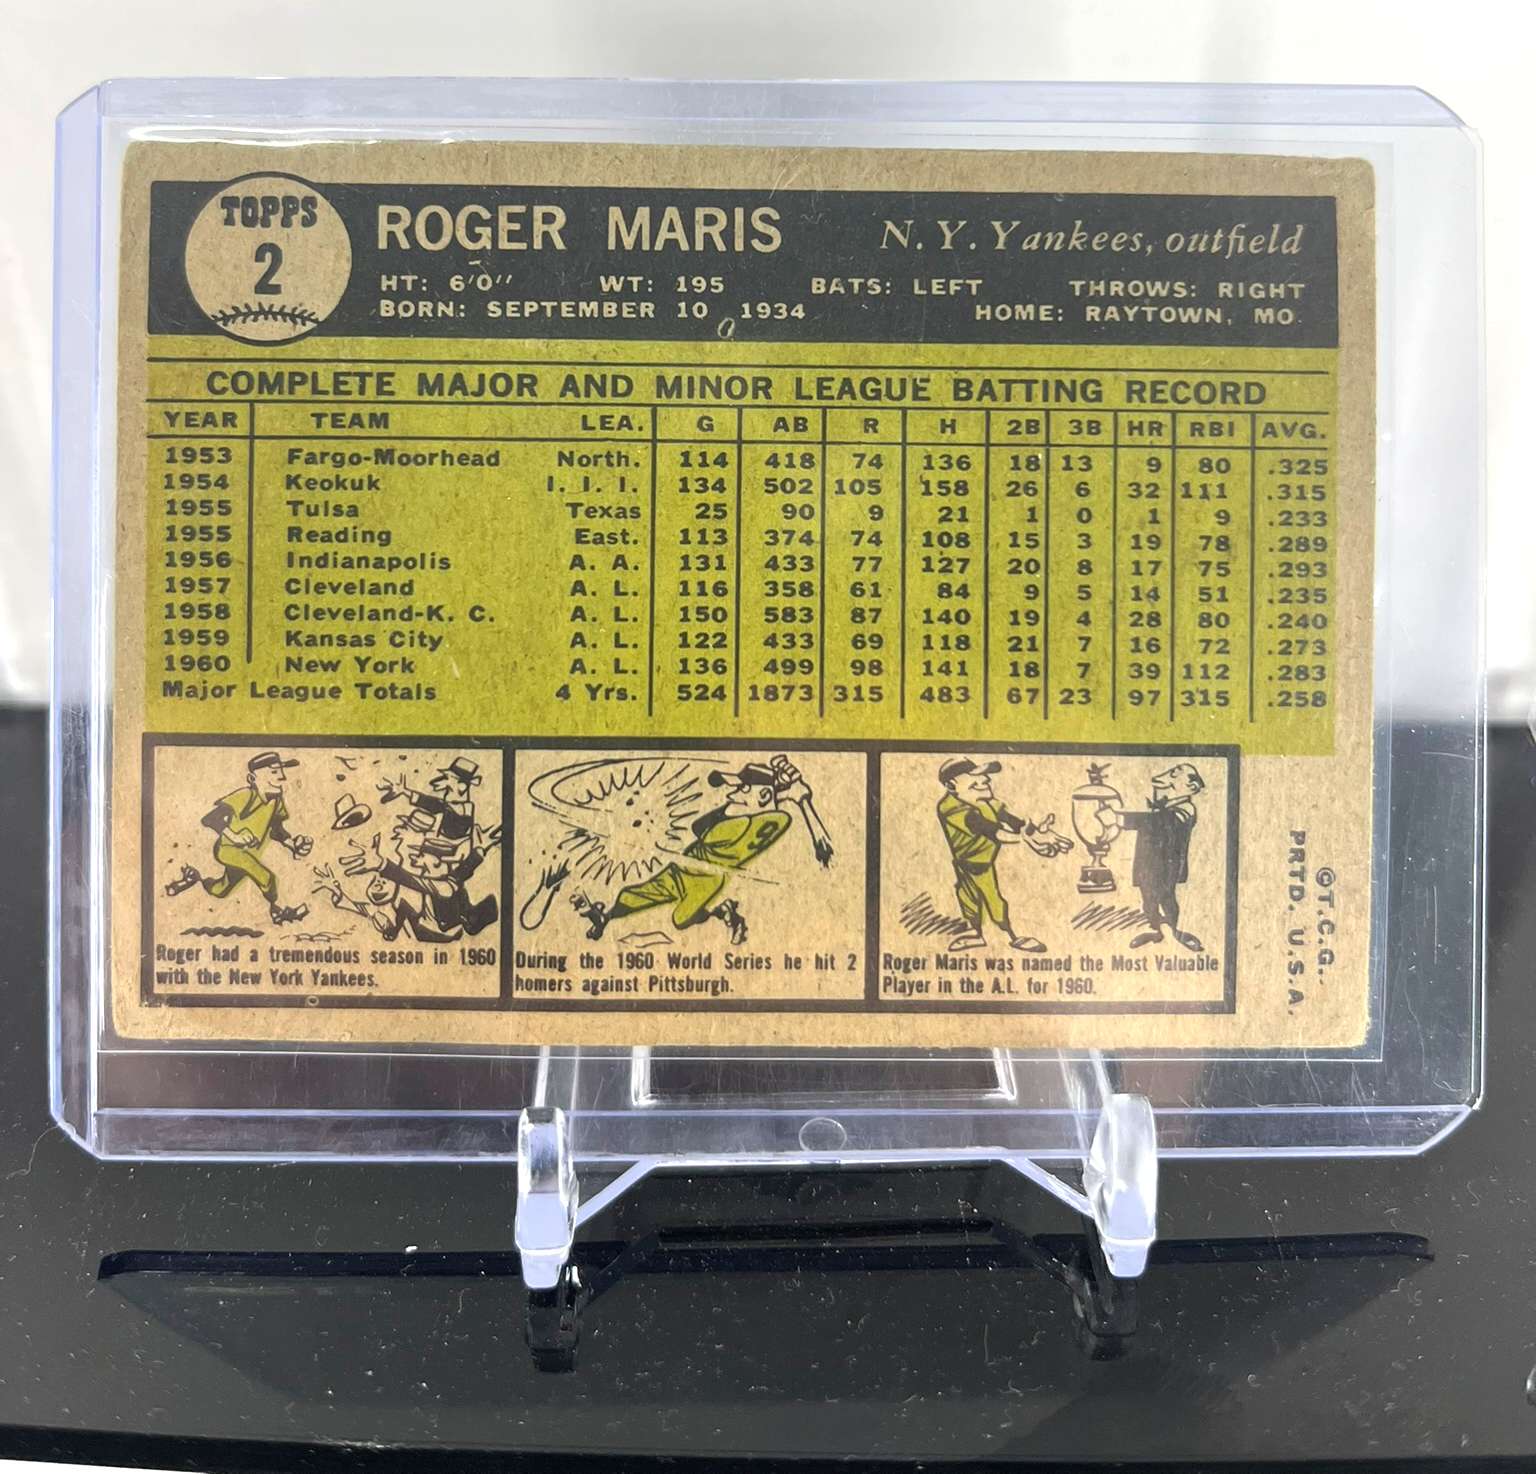 TOPPS
2
ROGER MARIS N.Y.Yankees, outfield
HT: 6'0'' WT: 195 BATS: LEFT THROWS: RIGHT
BORN: SEPTEMBER 10 1934 HOME: RAYTOWN, MO.
COMPLETE MAJOR AND MINOR LEAGUE BATTING RECORD
YEAR TEAM LEA. G AB R H 2B 3B HR RBI AVG.
1953 Fargo-Moorhead North. 114 418 74 136 18 13 9 80 .325
1954 Keokuk I. I. I. 134 502 105 158 26 6 32 111 .315
1955 Tulsa Texas 25 90 9 21 1 0 1 9 .233
1955 Reading East. 113 374 74 108 15 3 19 78 .289
1956 Indianapolis A. A. 131 433 77 127 20 8 17 75 .293
1957 Cleveland A. L. 116 358 61 84 9 5 14 51 .235
1958 Cleveland-K. C. A. L. 150 583 87 140 19 4 28 80 .240
1959 Kansas City A. L. 122 433 69 118 21 7 16 72 .273
1960 New York A. L. 136 499 98 141 18 7 39 112 .283
Major League Totals 4 Yrs. 524 1873 315 483 67 23 97 315 .258
Roger had a tremendous season in 1960
with the New York Yankees.
9
During the 1960 World Series he hit 2
homers against Pittsburgh.
Roger Maris was named the Most Valuable
Player in the A.L. for 1960.
©T.C.G.
PRTD. U.S.A.